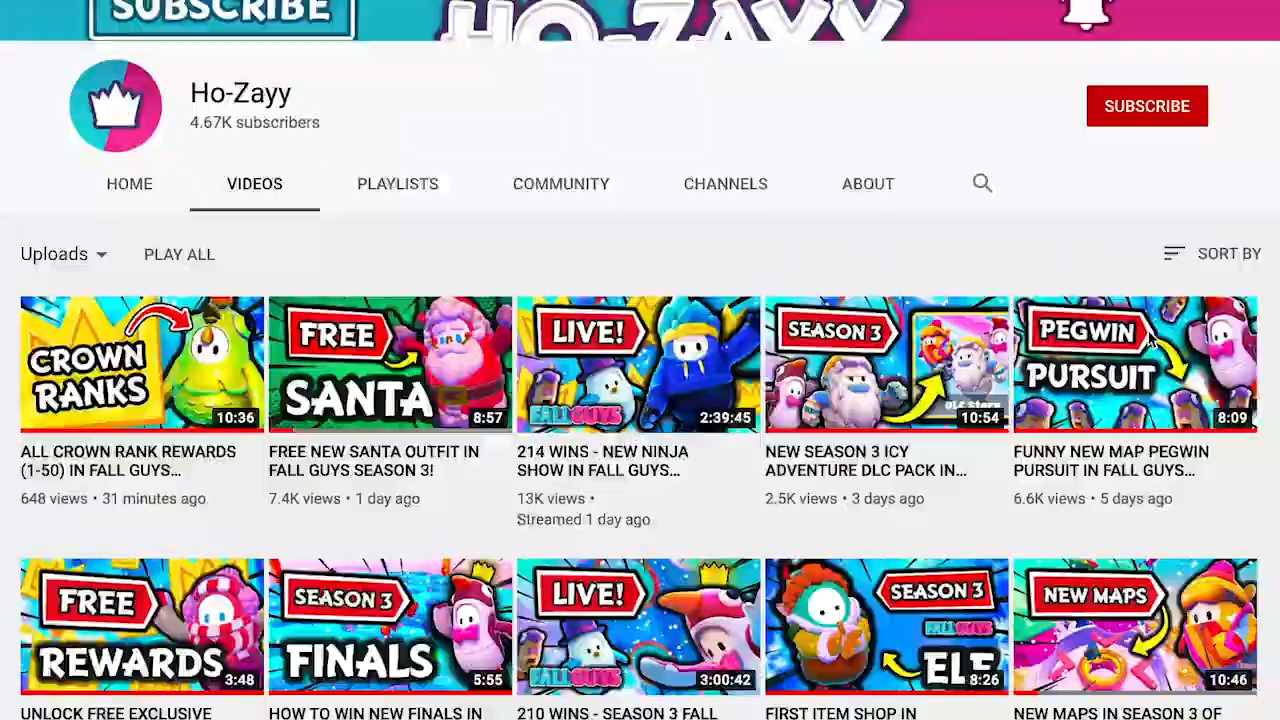 SUBSCRIBE
HO-ZAYY
Ho-Zayy
4.67K subscribers
SUBSCRIBE
HOME VIDEOS PLAYLISTS COMMUNITY CHANNELS ABOUT
Uploads PLAY ALL SORT BY
CROWN
RANKS
10:36
FREE
SANTA
8:57
LIVE!
FALL GUYS
2:39:45
SEASON 3
10:54
PEGWIN
PURSUIT
8:09
ALL CROWN RANK REWARDS
(1-50) IN FALL GUYS...
648 views • 31 minutes ago
FREE NEW SANTA OUTFIT IN
FALL GUYS SEASON 3!
7.4K views • 1 day ago
214 WINS - NEW NINJA
SHOW IN FALL GUYS...
13K views •
Streamed 1 day ago
NEW SEASON 3 ICY
ADVENTURE DLC PACK IN...
2.5K views • 3 days ago
FUNNY NEW MAP PEGWIN
PURSUIT IN FALL GUYS...
6.6K views • 5 days ago
FREE
REWARDS
3:48
SEASON 3
FINALS
5:55
LIVE!
FALL GUYS
3:00:42
SEASON 3
FALL GUYS
ELF
8:26
NEW MAPS
10:46
UNLOCK FREE EXCLUSIVE
HOW TO WIN NEW FINALS IN
210 WINS - SEASON 3 FALL
FIRST ITEM SHOP IN
NEW MAPS IN SEASON 3 OF